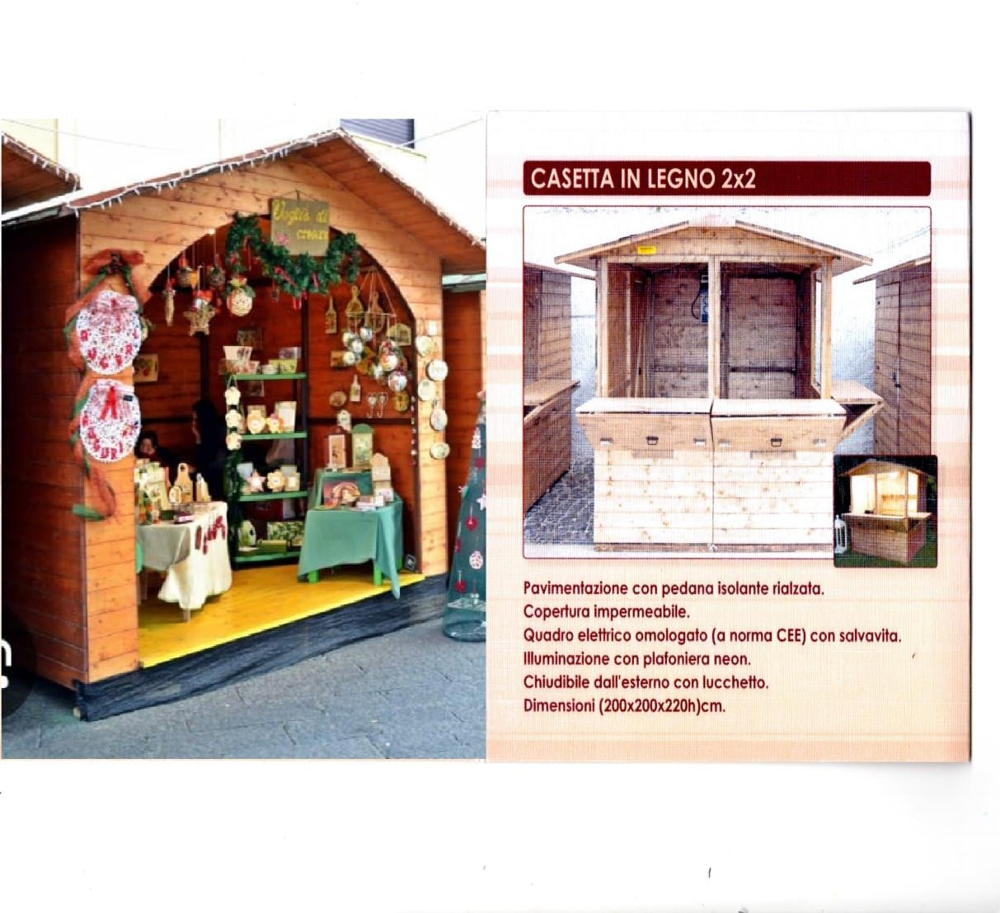 Voglia di
creare
CASETTA IN LEGNO 2x2
Pavimentazione con pedana isolante rialzata.
Copertura impermeabile.
Quadro elettrico omologato (a norma CEE) con salvavita.
Illuminazione con plafoniera neon.
Chiudibile dall'esterno con lucchetto.
Dimensioni (200x200x220h)cm.